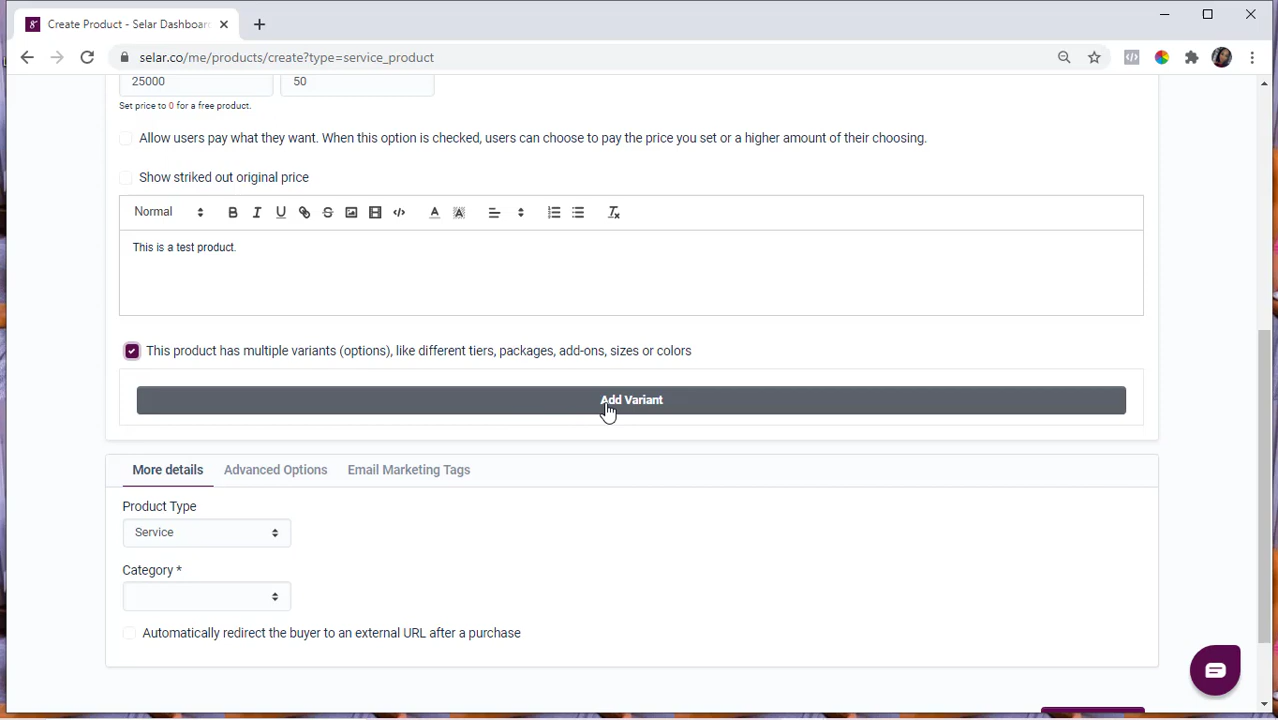 Create Product - Selar Dashboar
selar.co/me/products/create?type=service_product
25000 50
Set price to 0 for a free product.
Allow users pay what they want. When this option is checked, users can choose to pay the price you set or a higher amount of their choosing.
Show striked out original price
Normal B I U S A A Tx
This is a test product.
This product has multiple variants (options), like different tiers, packages, add-ons, sizes or colors
Add Variant
More details Advanced Options Email Marketing Tags
Product Type
Service
Category *
Automatically redirect the buyer to an external URL after a purchase